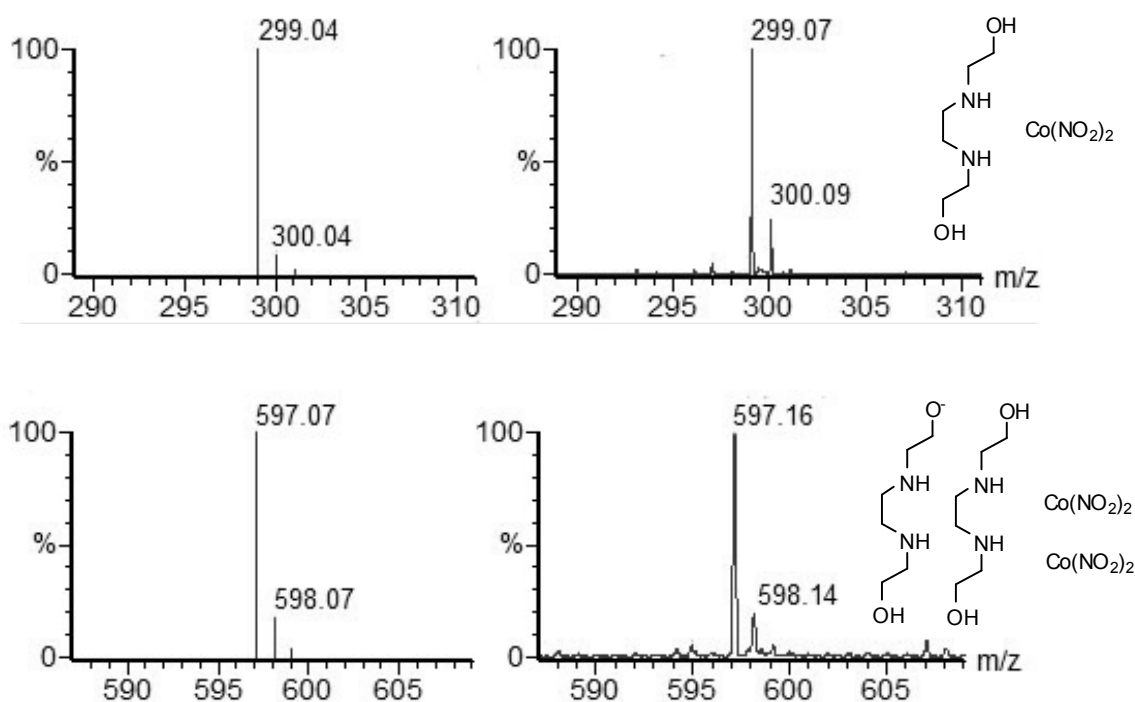 299.04
100
%
300.04
0
290 295 300 305 310
299.07
100
%
300.09
0
290 295 300 305 310
m/z
OH
NH
NH
OH
Co(NO2)2
597.07
100
%
598.07
0
590 595 600 605
597.16
100
%
598.14
0
590 595 600 605
m/z
O-
NH
NH
OH
OH
NH
NH
OH
Co(NO2)2
Co(NO2)2